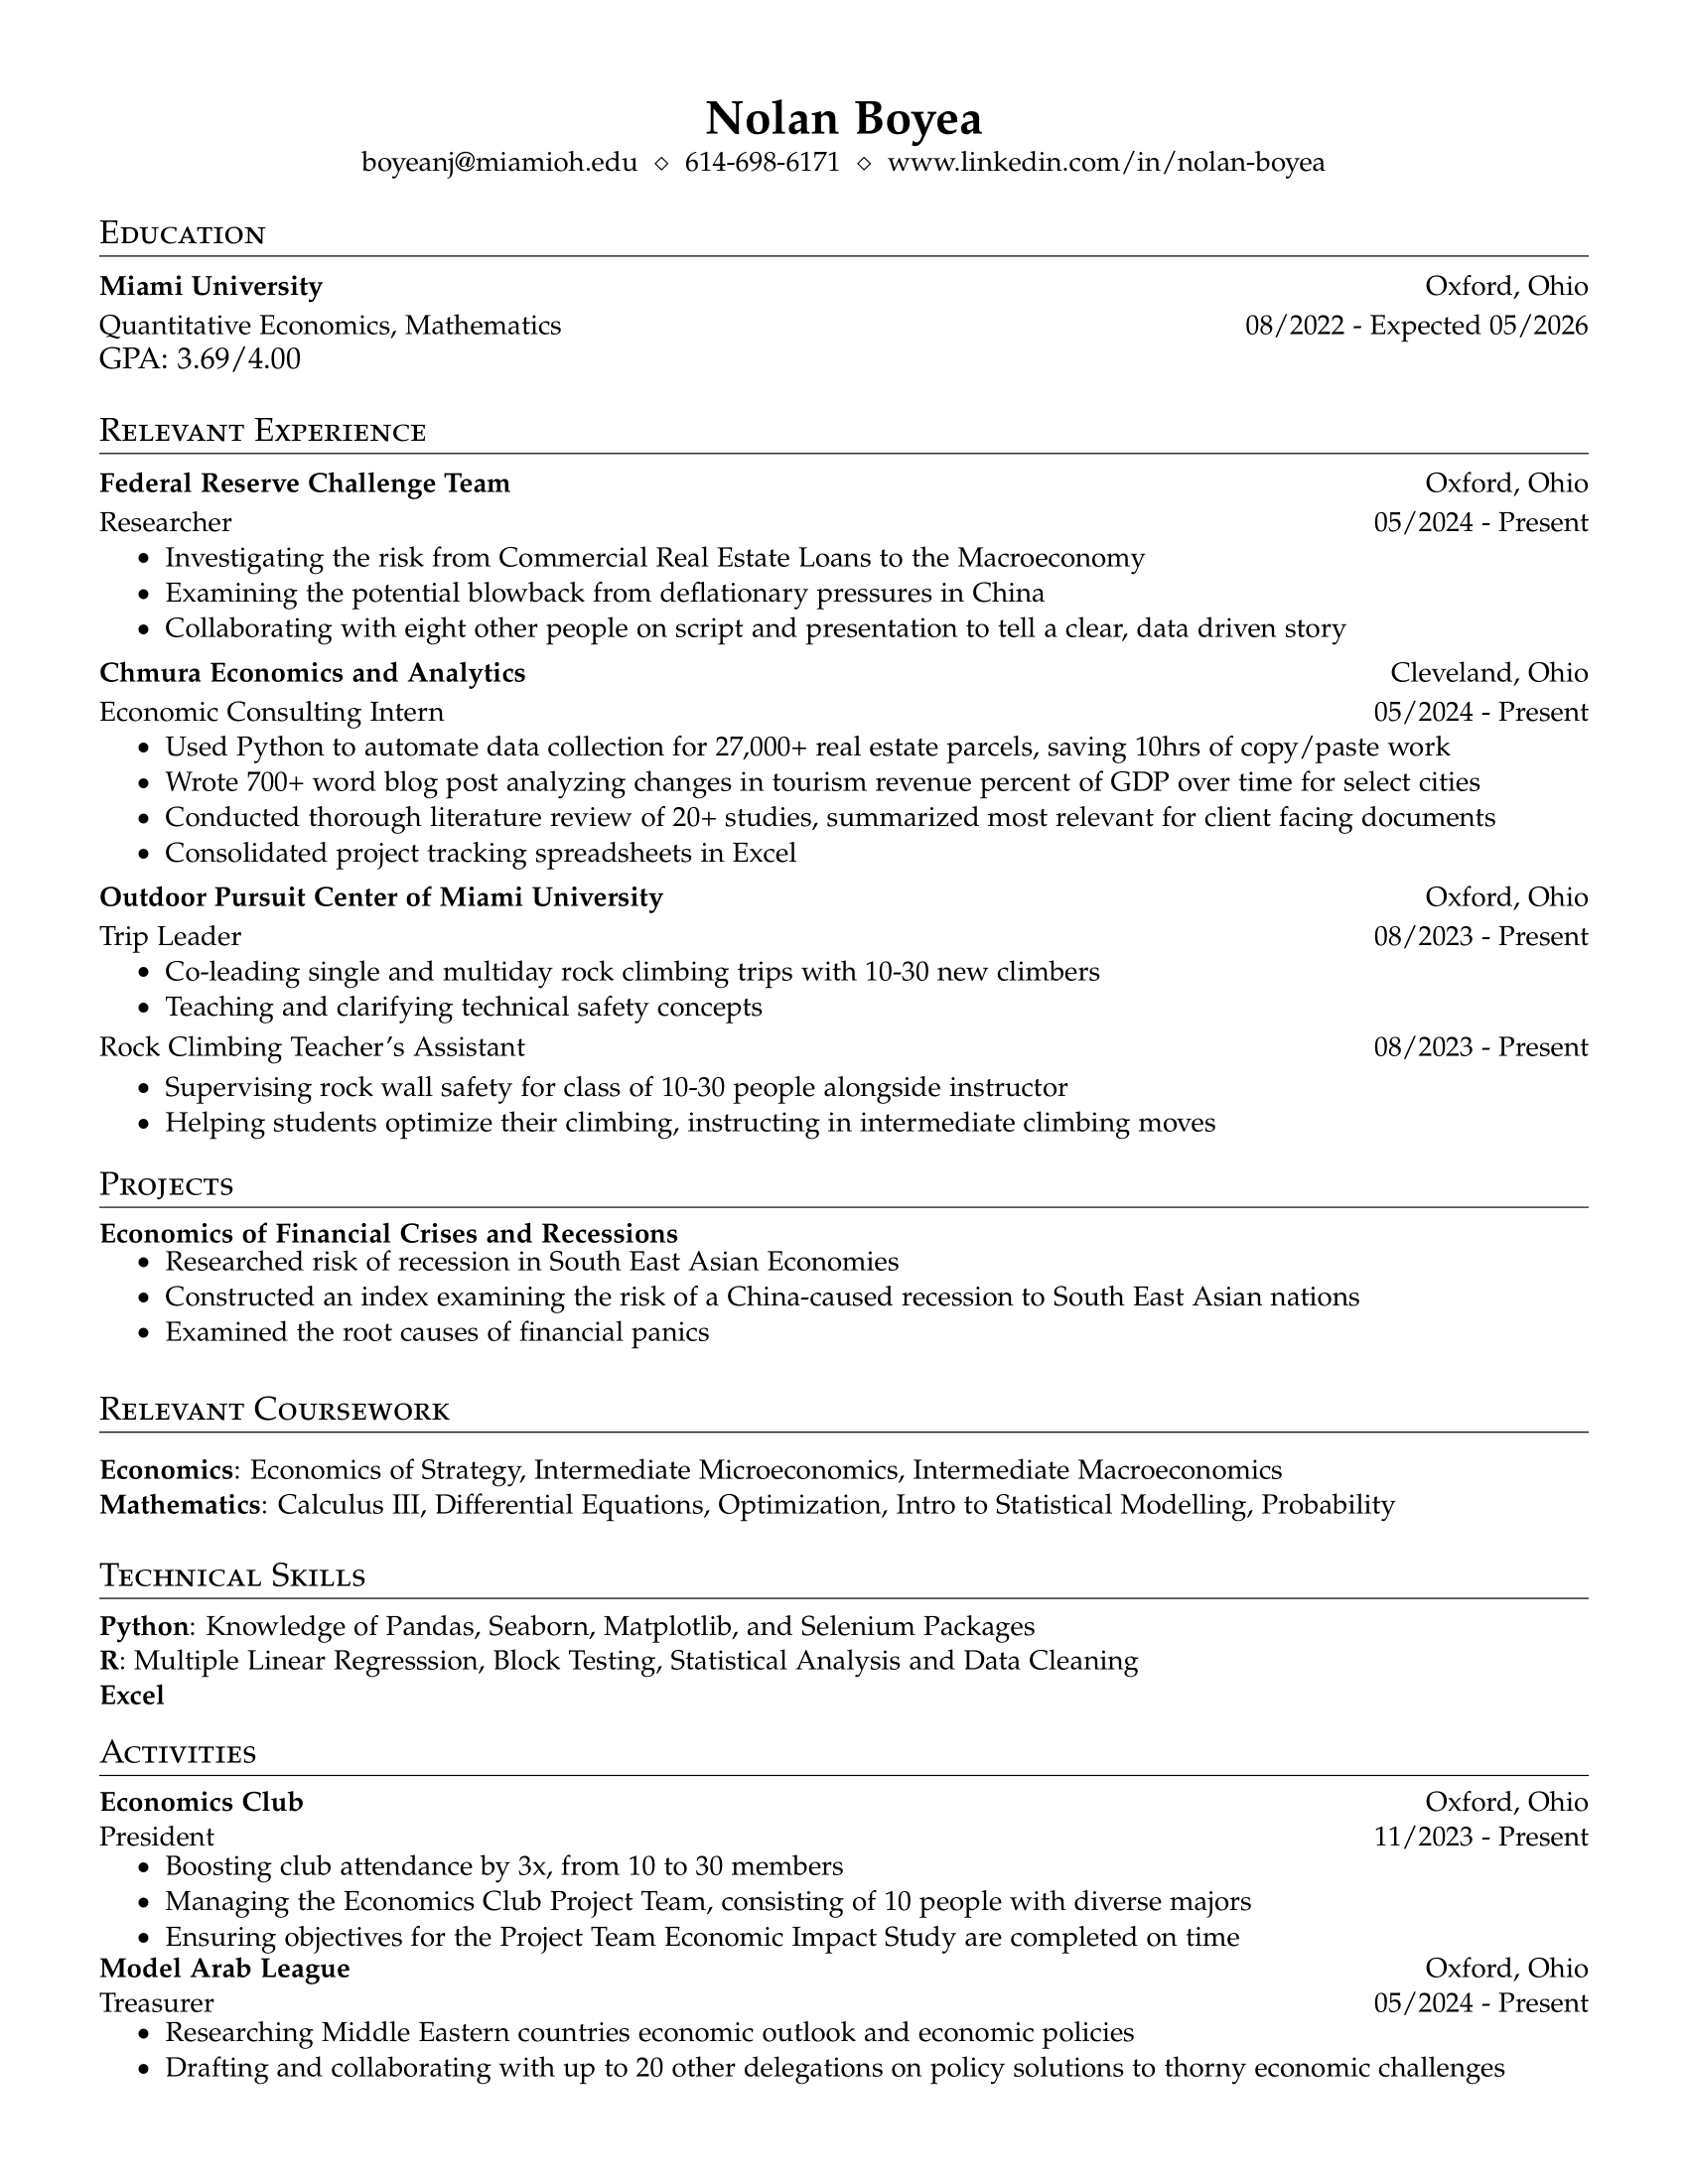 Nolan Boyea
boyeanj@miamioh.edu ⋄ 614-698-6171 ⋄ www.linkedin.com/in/nolan-boyea
Education
Miami University Oxford, Ohio
Quantitative Economics, Mathematics 08/2022 - Expected 05/2026
GPA: 3.69/4.00
Relevant Experience
Federal Reserve Challenge Team Oxford, Ohio
Researcher 05/2024 - Present
• Investigating the risk from Commercial Real Estate Loans to the Macroeconomy
• Examining the potential blowback from deflationary pressures in China
• Collaborating with eight other people on script and presentation to tell a clear, data driven story
Chmura Economics and Analytics Cleveland, Ohio
Economic Consulting Intern 05/2024 - Present
• Used Python to automate data collection for 27,000+ real estate parcels, saving 10hrs of copy/paste work
• Wrote 700+ word blog post analyzing changes in tourism revenue percent of GDP over time for select cities
• Conducted thorough literature review of 20+ studies, summarized most relevant for client facing documents
• Consolidated project tracking spreadsheets in Excel
Outdoor Pursuit Center of Miami University Oxford, Ohio
Trip Leader 08/2023 - Present
• Co-leading single and multiday rock climbing trips with 10-30 new climbers
• Teaching and clarifying technical safety concepts
Rock Climbing Teacher's Assistant 08/2023 - Present
• Supervising rock wall safety for class of 10-30 people alongside instructor
• Helping students optimize their climbing, instructing in intermediate climbing moves
Projects
Economics of Financial Crises and Recessions
• Researched risk of recession in South East Asian Economies
• Constructed an index examining the risk of a China-caused recession to South East Asian nations
• Examined the root causes of financial panics
Relevant Coursework
Economics: Economics of Strategy, Intermediate Microeconomics, Intermediate Macroeconomics
Mathematics: Calculus III, Differential Equations, Optimization, Intro to Statistical Modelling, Probability
Technical Skills
Python: Knowledge of Pandas, Seaborn, Matplotlib, and Selenium Packages
R: Multiple Linear Regresssion, Block Testing, Statistical Analysis and Data Cleaning
Excel
Activities
Economics Club Oxford, Ohio
President 11/2023 - Present
• Boosting club attendance by 3x, from 10 to 30 members
• Managing the Economics Club Project Team, consisting of 10 people with diverse majors
• Ensuring objectives for the Project Team Economic Impact Study are completed on time
Model Arab League Oxford, Ohio
Treasurer 05/2024 - Present
• Researching Middle Eastern countries economic outlook and economic policies
• Drafting and collaborating with up to 20 other delegations on policy solutions to thorny economic challenges